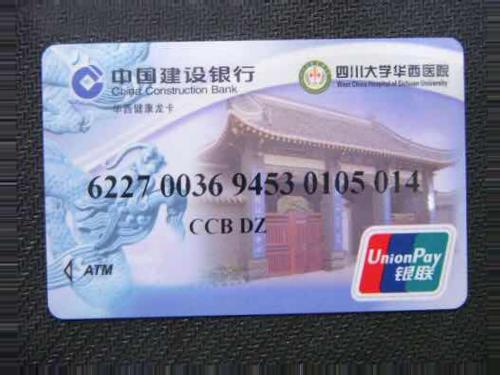 中国建设银行
China Construction Bank
华西健康龙卡
四川大学华西医院
West China Hospital of Sichuan University
6227 0036 9453 0105 014
CCB DZ
ATM
UnionPay
银联